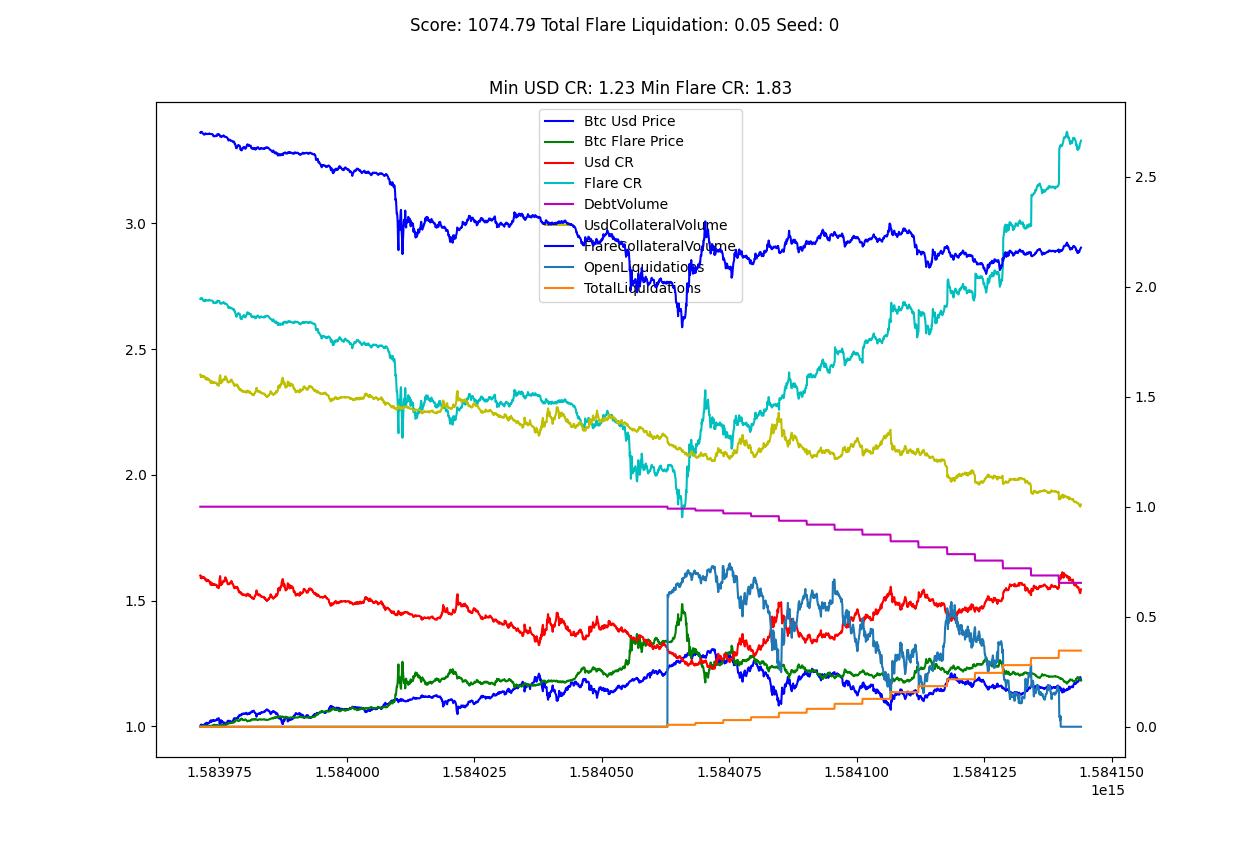 Score: 1074.79 Total Flare Liquidation: 0.05 Seed: 0
Min USD CR: 1.23 Min Flare CR: 1.83
Btc Usd Price
Btc Flare Price
Usd CR
Flare CR
DebtVolume
UsdCollateralVolume
FlareCollateralVolume
OpenLiquidations
TotalLiquidations
3.0
2.5
2.0
1.5
1.0
2.5
2.0
1.5
1.0
0.5
0.0
1.583975 1.584000 1.584025 1.584050 1.584075 1.584100 1.584125 1.584150
1e15